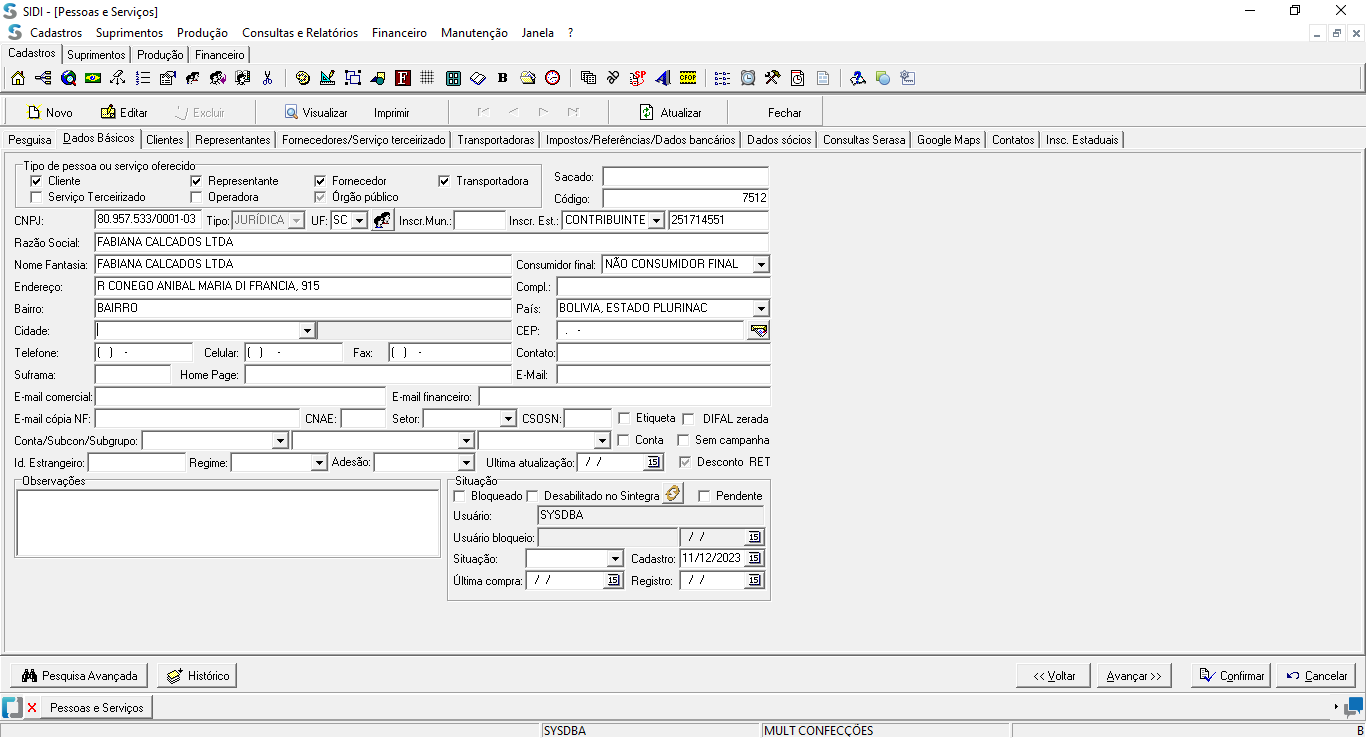 SIDI - [Pessoas e Serviços]
Cadastros Suprimentos Produção Consultas e Relatórios Financeiro Manutenção Janela ?
Cadastros Suprimentos Produção Financeiro
Novo Editar Excluir Visualizar Imprimir Atualizar Fechar
Pesquisa Dados Básicos Clientes Representantes Fornecedores/Serviço terceirizado Transportadoras Impostos/Referências/Dados bancários Dados sócios Consultas Serasa Google Maps Contatos Insc. Estaduais
Tipo de pessoa ou serviço oferecido
Cliente Representante Fornecedor Transportadora Sacado:
Serviço Terceirizado Operadora Órgão público Código: 7512
CNPJ: 80.957.533/0001-03 Tipo: JURÍDICA UF: SC Inscr.Mun.: Inscr. Est.: CONTRIBUINTE 251714551
Razão Social: FABIANA CALCADOS LTDA
Nome Fantasia: FABIANA CALCADOS LTDA Consumidor final: NÃO CONSUMIDOR FINAL
Endereço: R CONEGO ANIBAL MARIA DI FRANCIA, 915 Compl.:
Bairro: BAIRRO País: BOLIVIA, ESTADO PLURINAC
Cidade: CEP: . -
Telefone: ( ) - Celular: ( ) - Fax: ( ) - Contato:
Suframa: Home Page: E-Mail:
E-mail comercial: E-mail financeiro:
E-mail cópia NF: CNAE: Setor: CSOSN: Etiqueta DIFAL zerada
Conta/Subcon/Subgrupo: Conta Sem campanha
Id. Estrangeiro: Regime: Adesão: Ultima atualização: / / 15 Desconto RET
Observações Situação
Bloqueado Desabilitado no Sintegra Pendente
Usuário: SYSDBA
Usuário bloqueio: / / 15
Situação: Cadastro: 11/12/2023 15
Última compra: / / 15 Registro: / / 15
Pesquisa Avançada Histórico << Voltar Avançar >> Confirmar Cancelar
Pessoas e Serviços
SYSDBA MULT CONFECÇÕES B